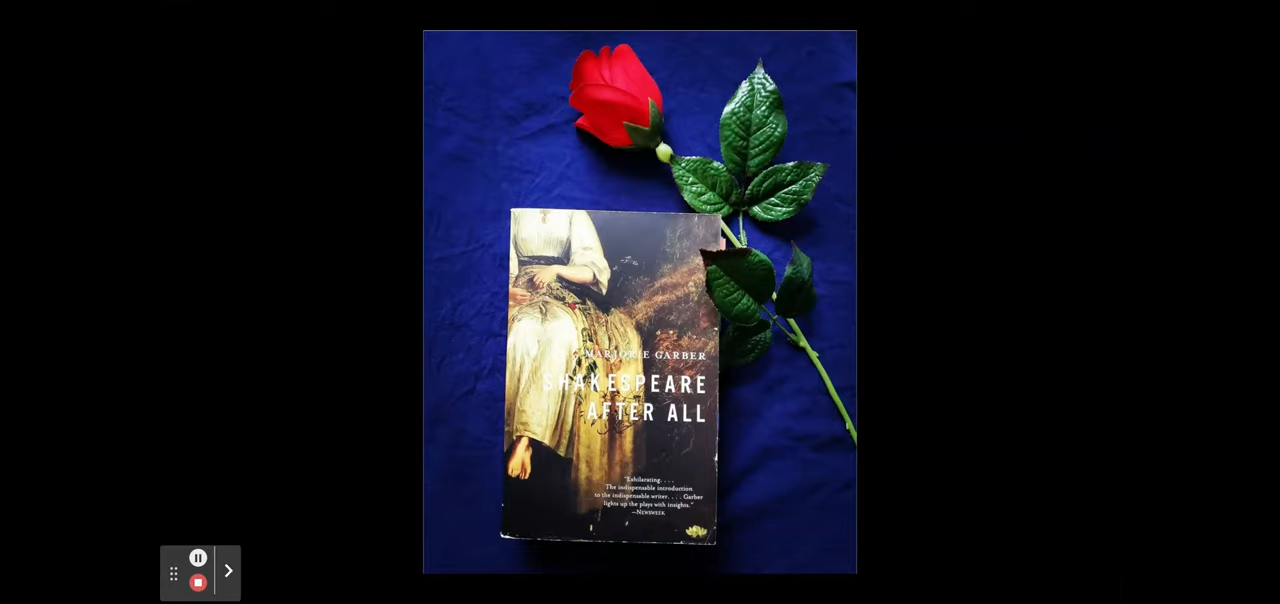 MARJORIE GARBER
SHAKESPEARE
AFTER ALL
"Exhilarating. . . .
The indispensable introduction
to the indispensable writer. . . . Garber
lights up the plays with insights."
—NEWSWEEK